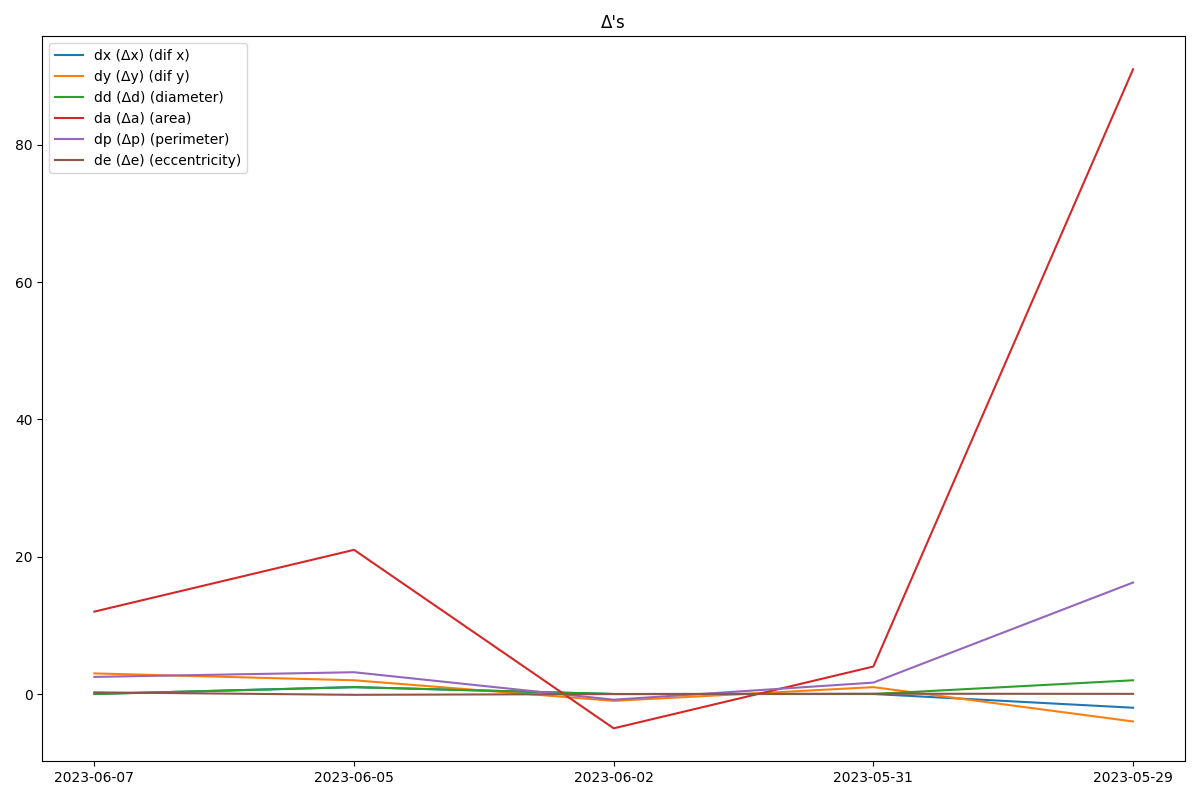 Δ's
dx (Δx) (dif x)
dy (Δy) (dif y)
dd (Δd) (diameter)
da (Δa) (area)
dp (Δp) (perimeter)
de (Δe) (eccentricity)
80
60
40
20
0
2023-06-07 2023-06-05 2023-06-02 2023-05-31 2023-05-29